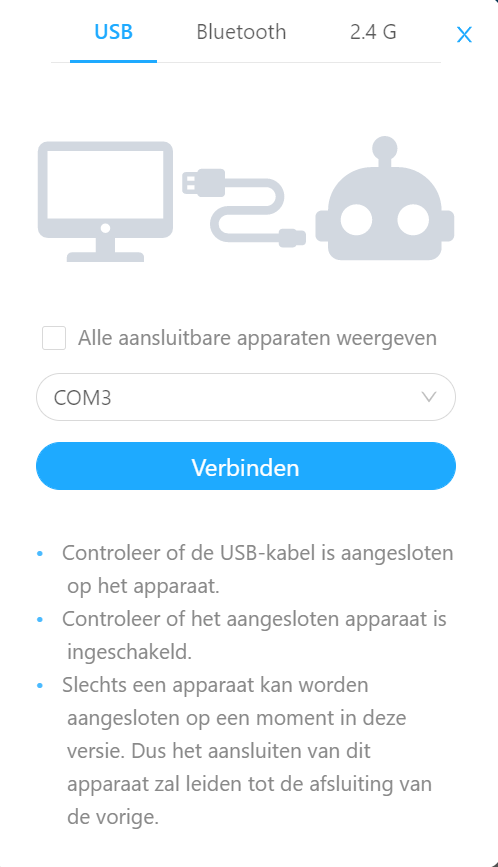 USB Bluetooth 2.4 G X
Alle aansluitbare apparaten weergeven
COM3
Verbinden
• Controleer of de USB-kabel is aangesloten
op het apparaat.
• Controleer of het aangesloten apparaat is
ingeschakeld.
• Slechts een apparaat kan worden
aangesloten op een moment in deze
versie. Dus het aansluiten van dit
apparaat zal leiden tot de afsluiting van
de vorige.